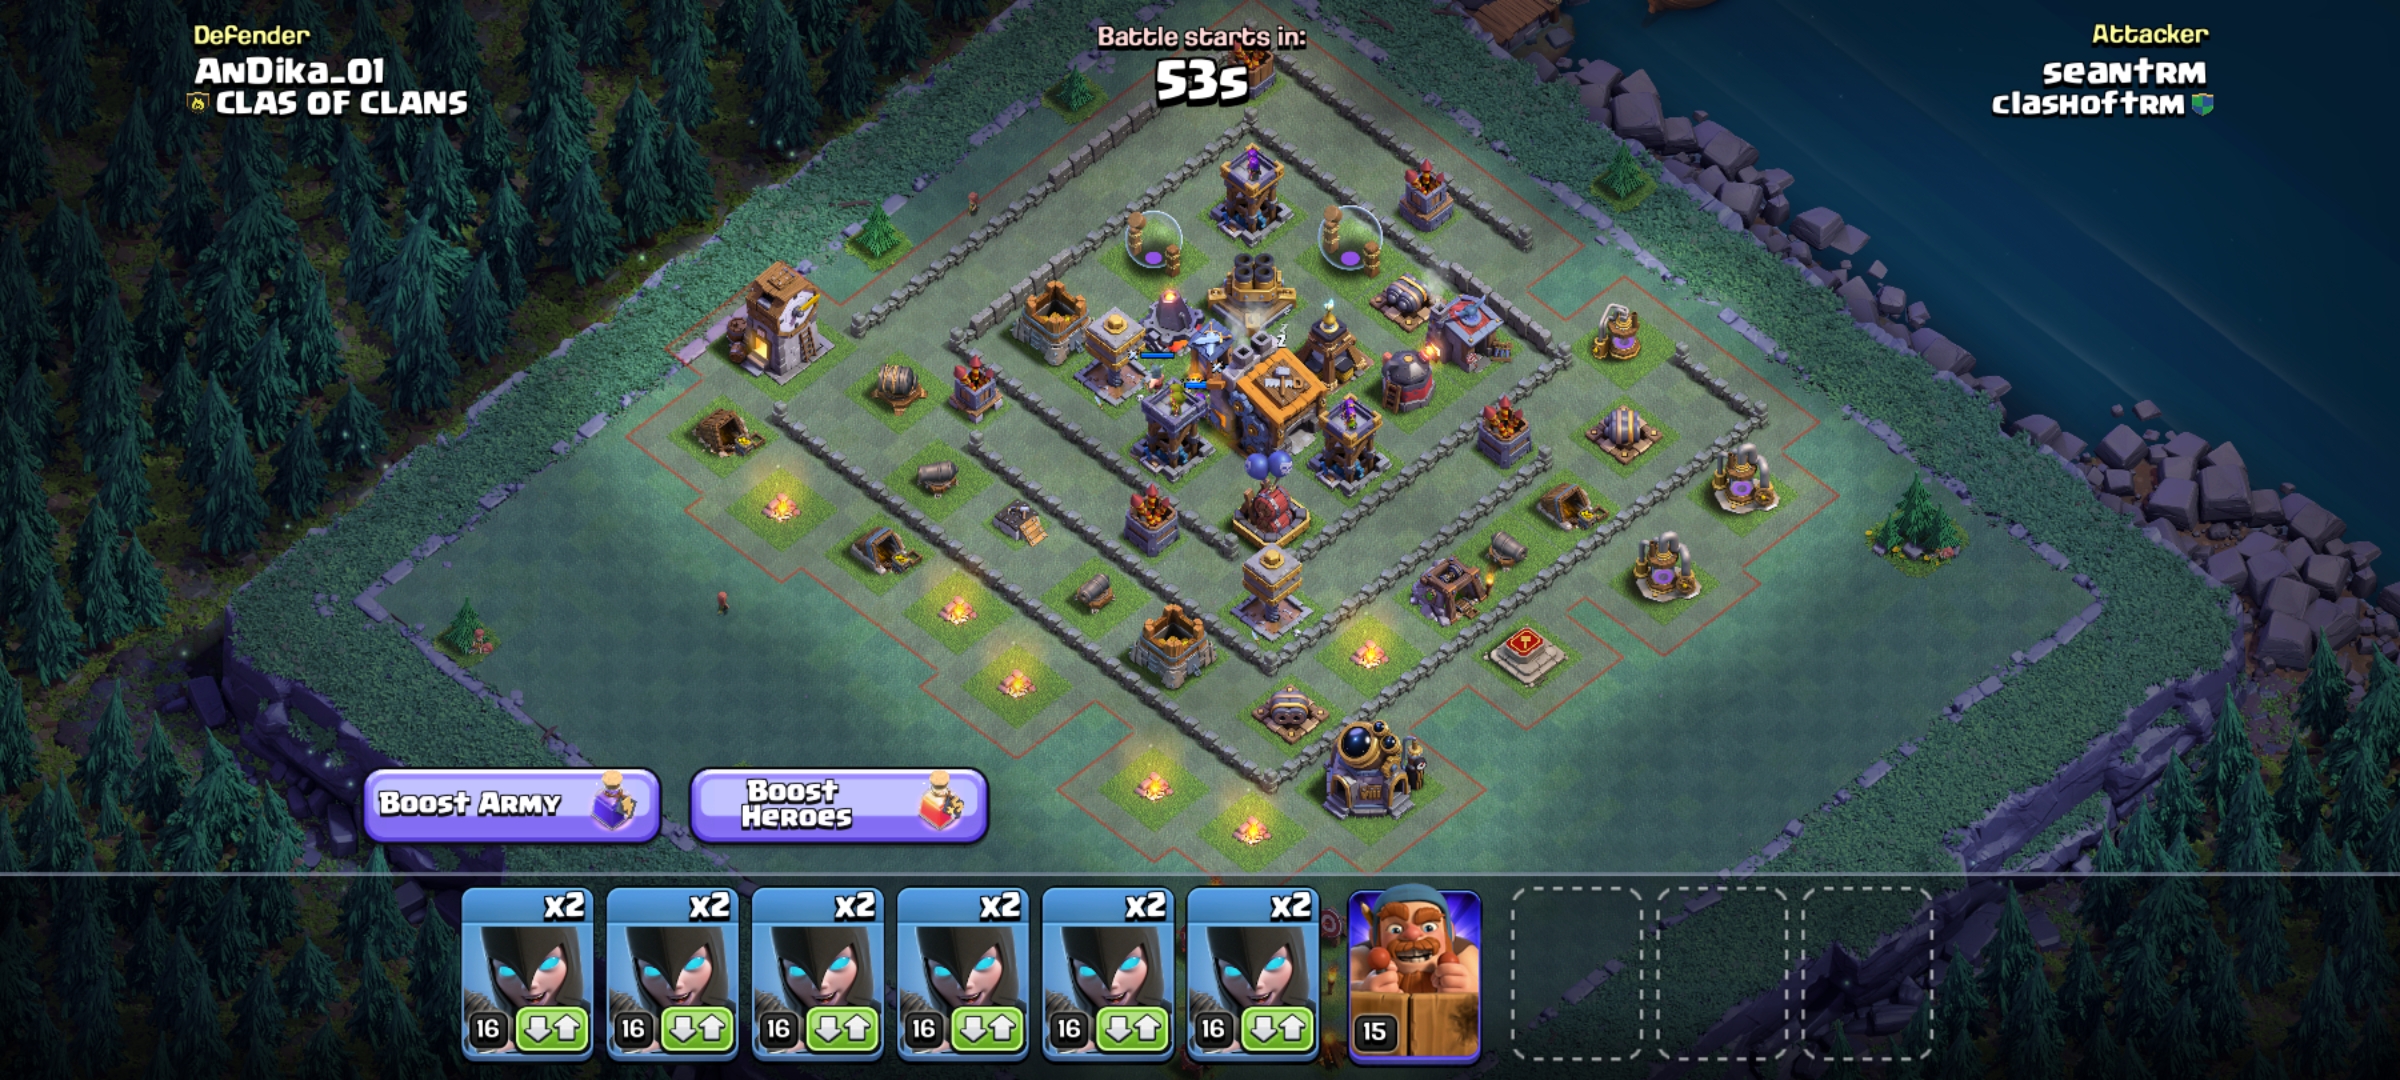 Defender
AnDika_01
CLAS OF CLANS
Battle starts in:
53s
Attacker
seantRM
clashoftRM
Boost Army
Boost
Heroes
x2
x2
x2
x2
x2
x2
16
16
16
16
16
16
15